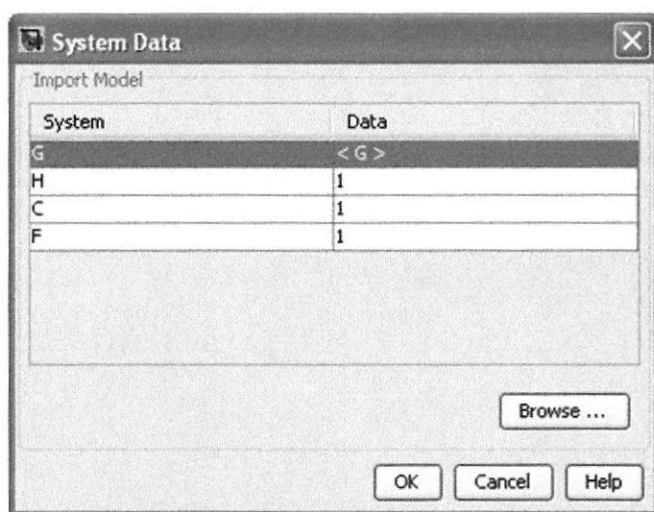 System Data
Import Model
System Data
G < G >
H 1
C 1
F 1
Browse ...
OK Cancel Help